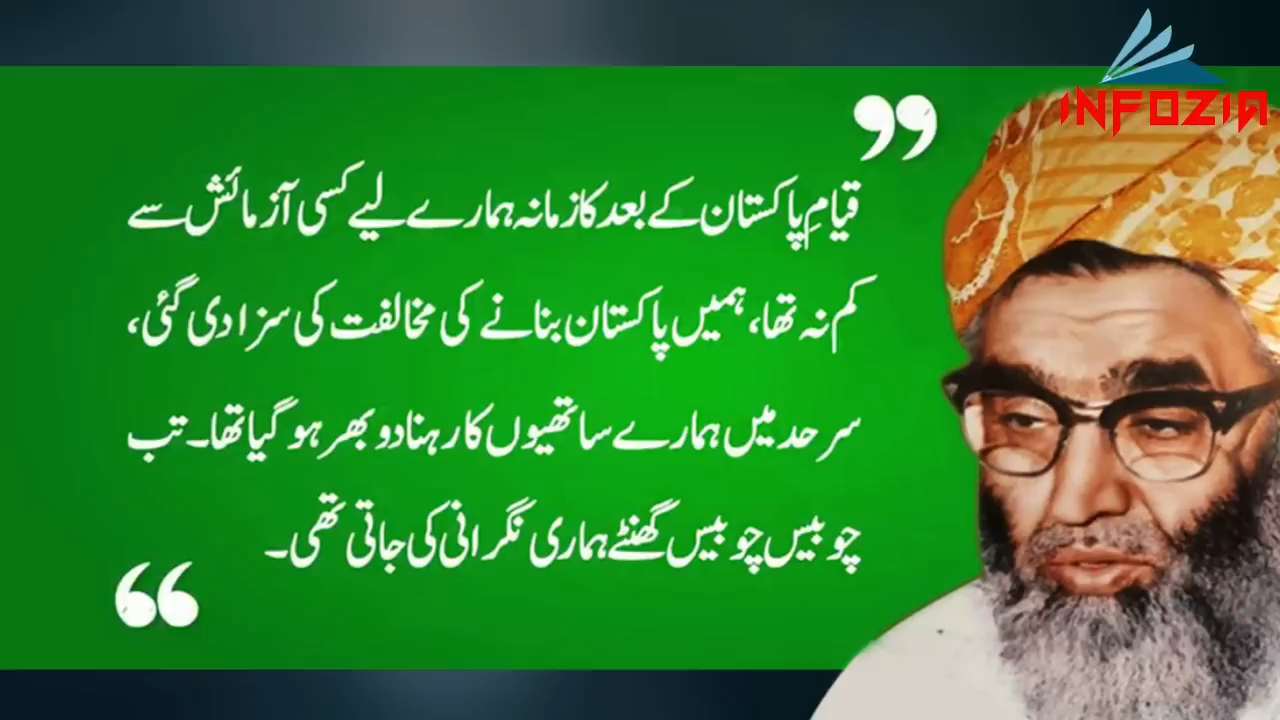 INFOZIA
”
قیامِ پاکستان کے بعد کا زمانہ ہمارے لیے کسی آزمائش سے
کم نہ تھا، ہمیں پاکستان بنانے کی مخالفت کی سزا دی گئی،
سرحد میں ہمارے ساتھیوں کا رہنا دوبھر ہو گیا تھا۔ تب
چوبیس چوبیس گھنٹے ہماری نگرانی کی جاتی تھی۔
“